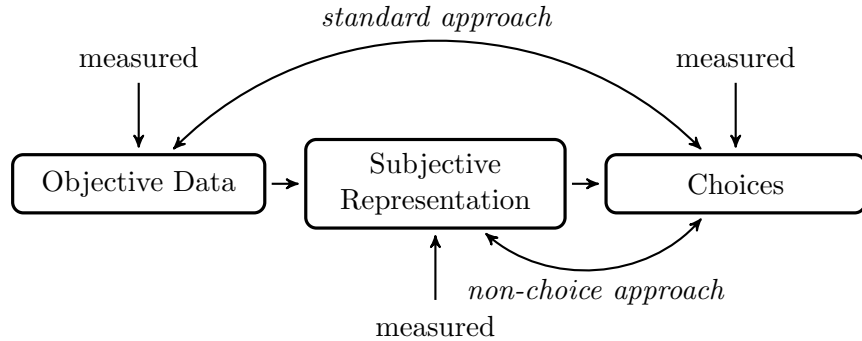 standard approach
measured
measured
Objective Data
Subjective
Representation
Choices
non-choice approach
measured